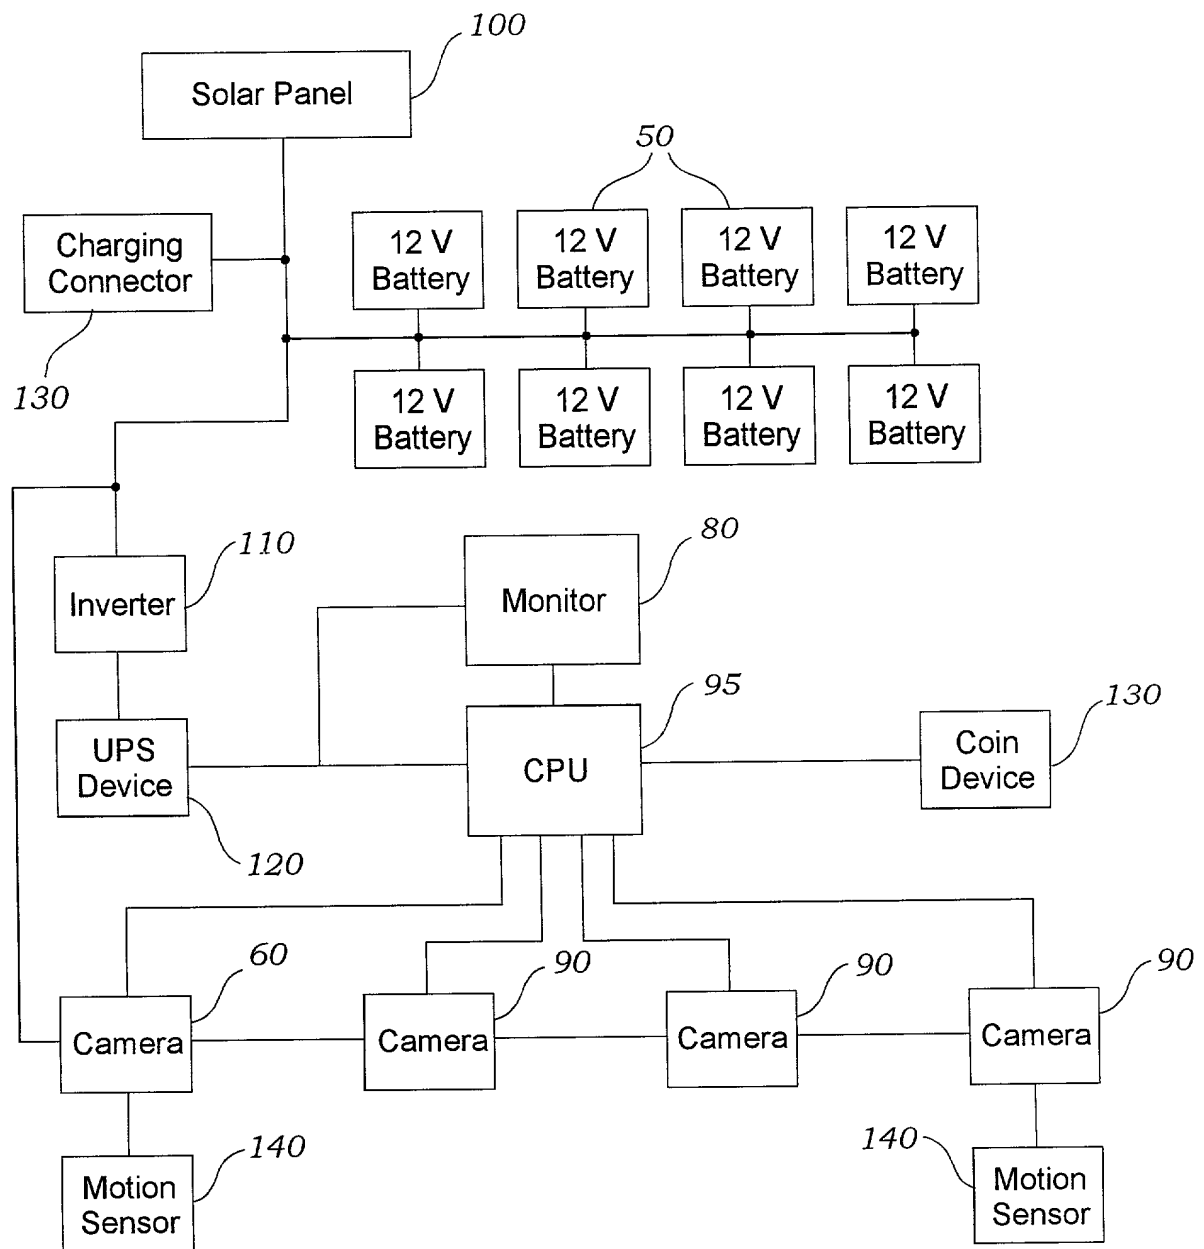 100
Solar Panel
50
Charging
Connector
130
12 V
Battery
12 V
Battery
12 V
Battery
12 V
Battery
12 V
Battery
12 V
Battery
12 V
Battery
12 V
Battery
110
Inverter
80
Monitor
95
CPU
130
Coin
Device
UPS
Device
120
60
Camera
90
Camera
90
Camera
90
Camera
140
Motion
Sensor
140
Motion
Sensor